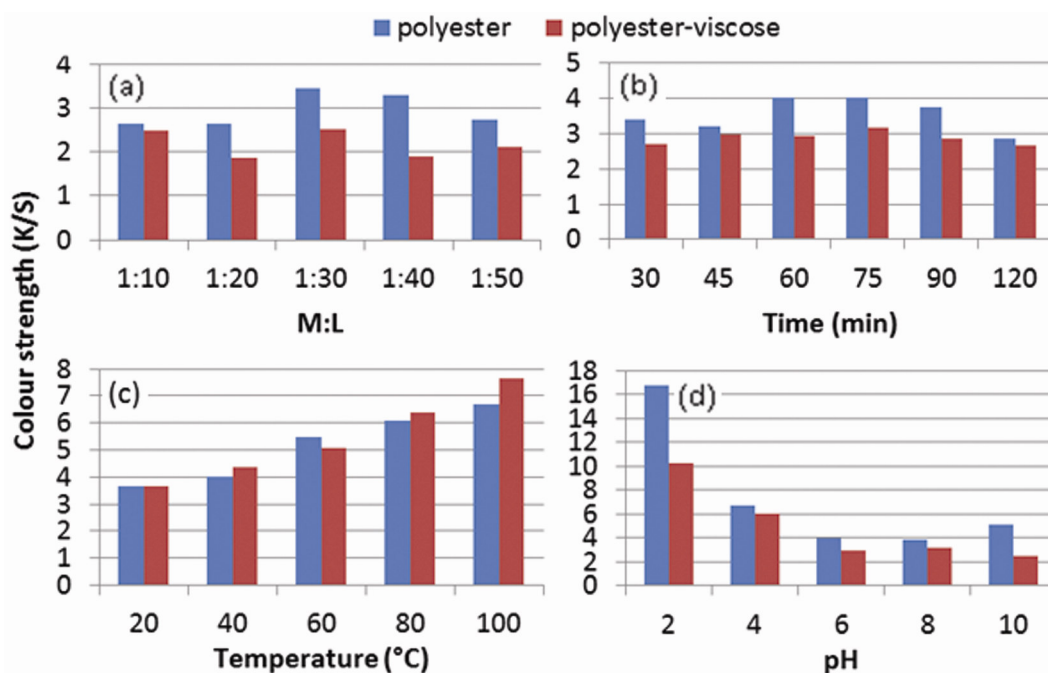 polyester polyester-viscose
Colour strength (K/S)
(a)
4
3
2
1
0
1:10 1:20 1:30 1:40 1:50
M:L
(b)
5
4
3
2
1
0
30 45 60 75 90 120
Time (min)
(c)
8
7
6
5
4
3
2
1
0
20 40 60 80 100
Temperature (°C)
(d)
18
16
14
12
10
8
6
4
2
0
2 4 6 8 10
pH